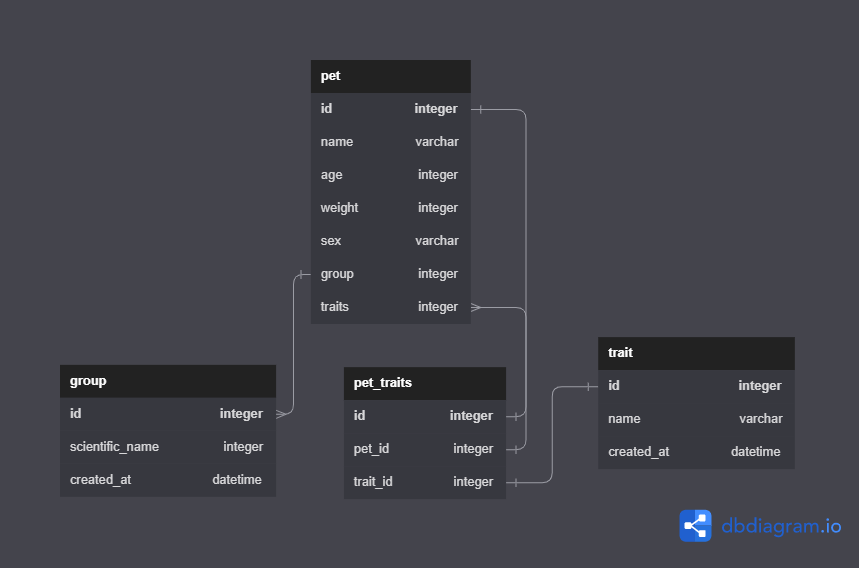 pet
id integer
name varchar
age integer
weight integer
sex varchar
group integer
traits integer
group
id integer
scientific_name integer
created_at datetime
pet_traits
id integer
pet_id integer
trait_id integer
trait
id integer
name varchar
created_at datetime
dbdiagram.io